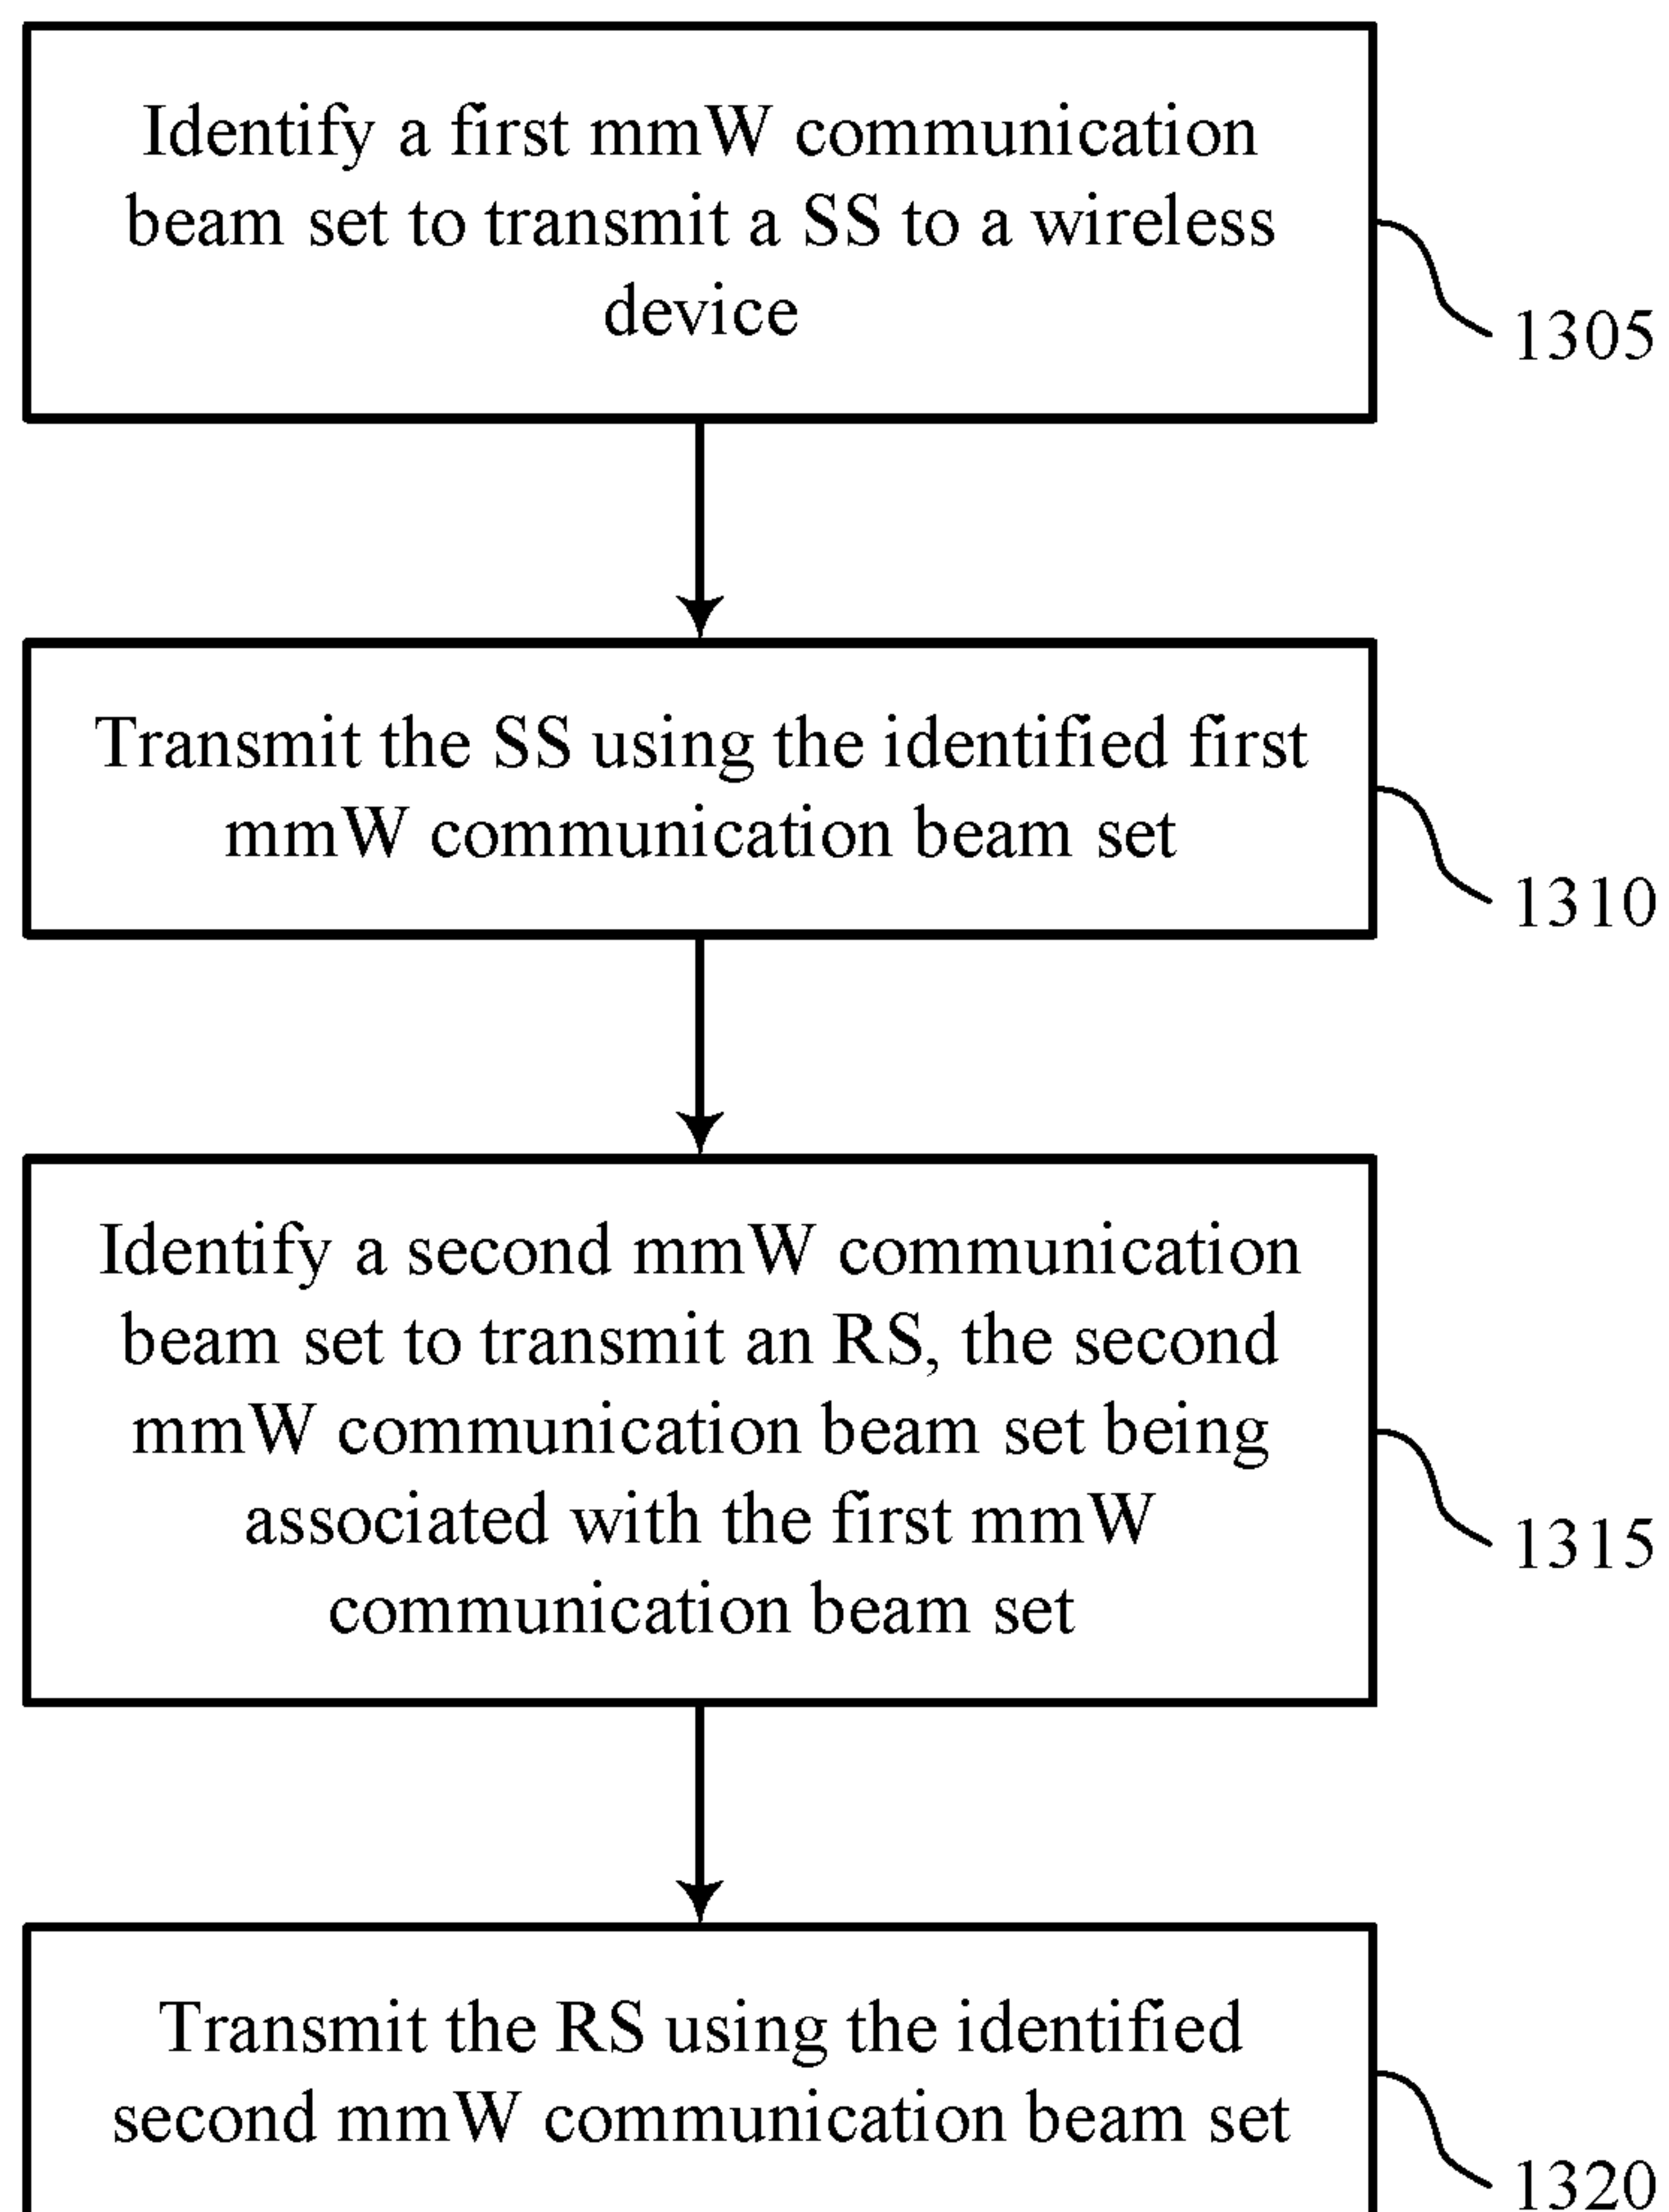 Identify a first mmW communication
beam set to transmit a SS to a wireless
device
1305
Transmit the SS using the identified first
mmW communication beam set
1310
Identify a second mmW communication
beam set to transmit an RS, the second
mmW communication beam set being
associated with the first mmW
communication beam set
1315
Transmit the RS using the identified
second mmW communication beam set
1320